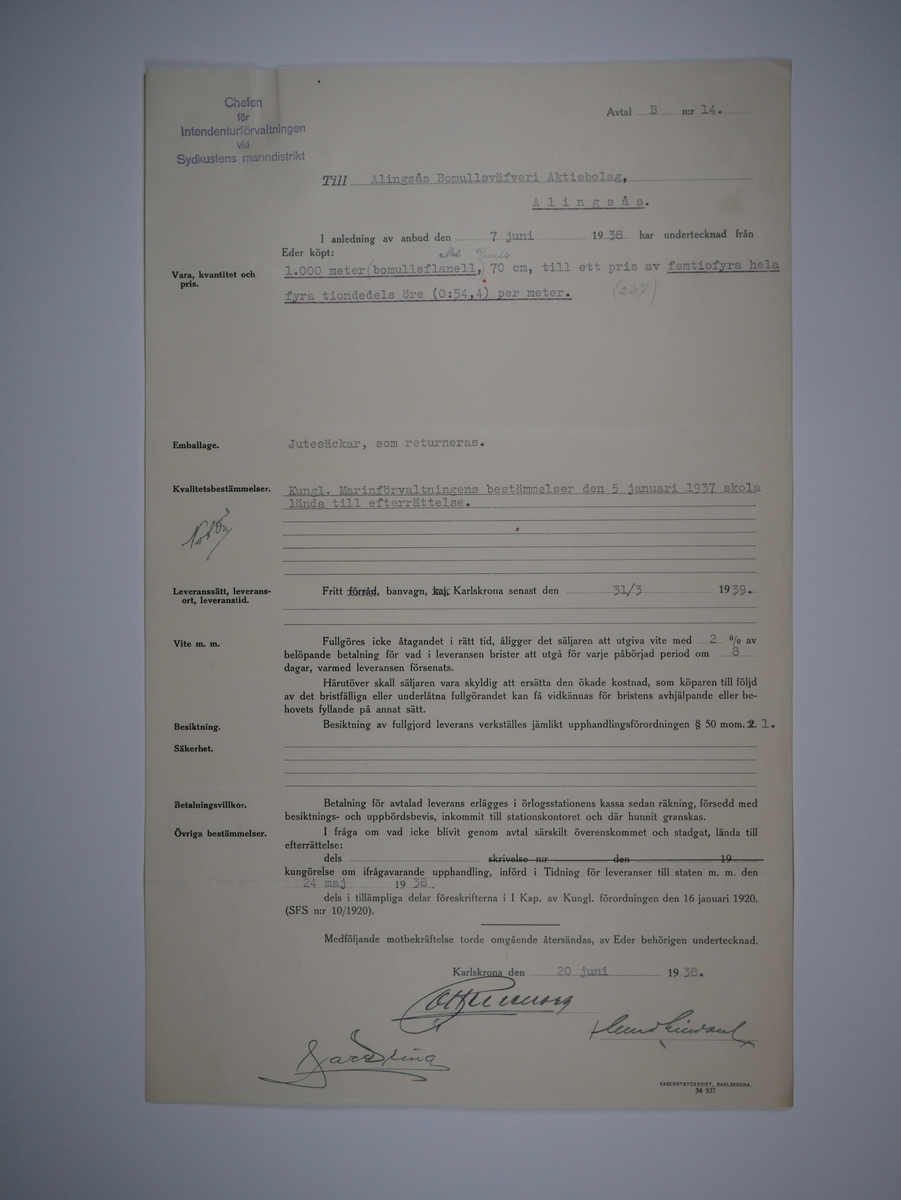 Chefen
för
Intendenturförvaltningen
vid
Sydkustens marindistrikt
Avtal B n:r 14.
Till Alingsås Bomullsväfveri Aktiebolag,
Alingsås.
I anledning av anbud den 7 juni 1938 har undertecknad från
Eder köpt:
Vara, kvantitet och
pris.
1.000 meter (bomullsflanell,) 70 cm, till ett pris av femtiofyra hela
fyra tiondedels öre (0:54,4) per meter. (237)
Emballage. Jutesäckar, som returneras.
Kvalitetsbestämmelser. Kungl. Marinförvaltningens bestämmelser den 5 januari 1937 skola
lända till efterrättelse.
Leveranssätt, leverans-
ort, leveranstid.
Fritt förråd, banvagn, kaj, Karlskrona senast den 31/3 1939.
Vite m. m. Fullgöres icke åtagandet i rätt tid, åligger det säljaren att utgiva vite med 2 % av
belöpande betalning för vad i leveransen brister att utgå för varje påbörjad period om 8
dagar, varmed leveransen försenats.
Härutöver skall säljaren vara skyldig att ersätta den ökade kostnad, som köparen till följd
av det bristfälliga eller underlåtna fullgörandet kan få vidkännas för bristens avhjälpande eller be-
hovets fyllande på annat sätt.
Besiktning. Besiktning av fullgjord leverans verkställes jämlikt upphandlingsförordningen § 50 mom. 2. 1.
Säkerhet.
Betalningsvillkor. Betalning för avtalad leverans erlägges i örlogsstationens kassa sedan räkning, försedd med
besiktnings- och uppbördsbevis, inkommit till stationskontoret och där hunnit granskas.
Övriga bestämmelser. I fråga om vad icke blivit genom avtal särskilt överenskommet och stadgat, lända till
efterrättelse:
dels skrivelse n:r den 19
kungörelse om ifrågavarande upphandling, införd i Tidning för leveranser till staten m. m. den
24 maj 1938.
dels i tillämpliga delar föreskrifterna i I Kap. av Kungl. förordningen den 16 januari 1920.
(SFS n:r 10/1920).
Medföljande motbekräftelse torde omgående återsändas, av Eder behörigen undertecknad.
Karlskrona den 20 juni 1938.
KASERNTRYCKERIET, KARLSKRONA.
34 537